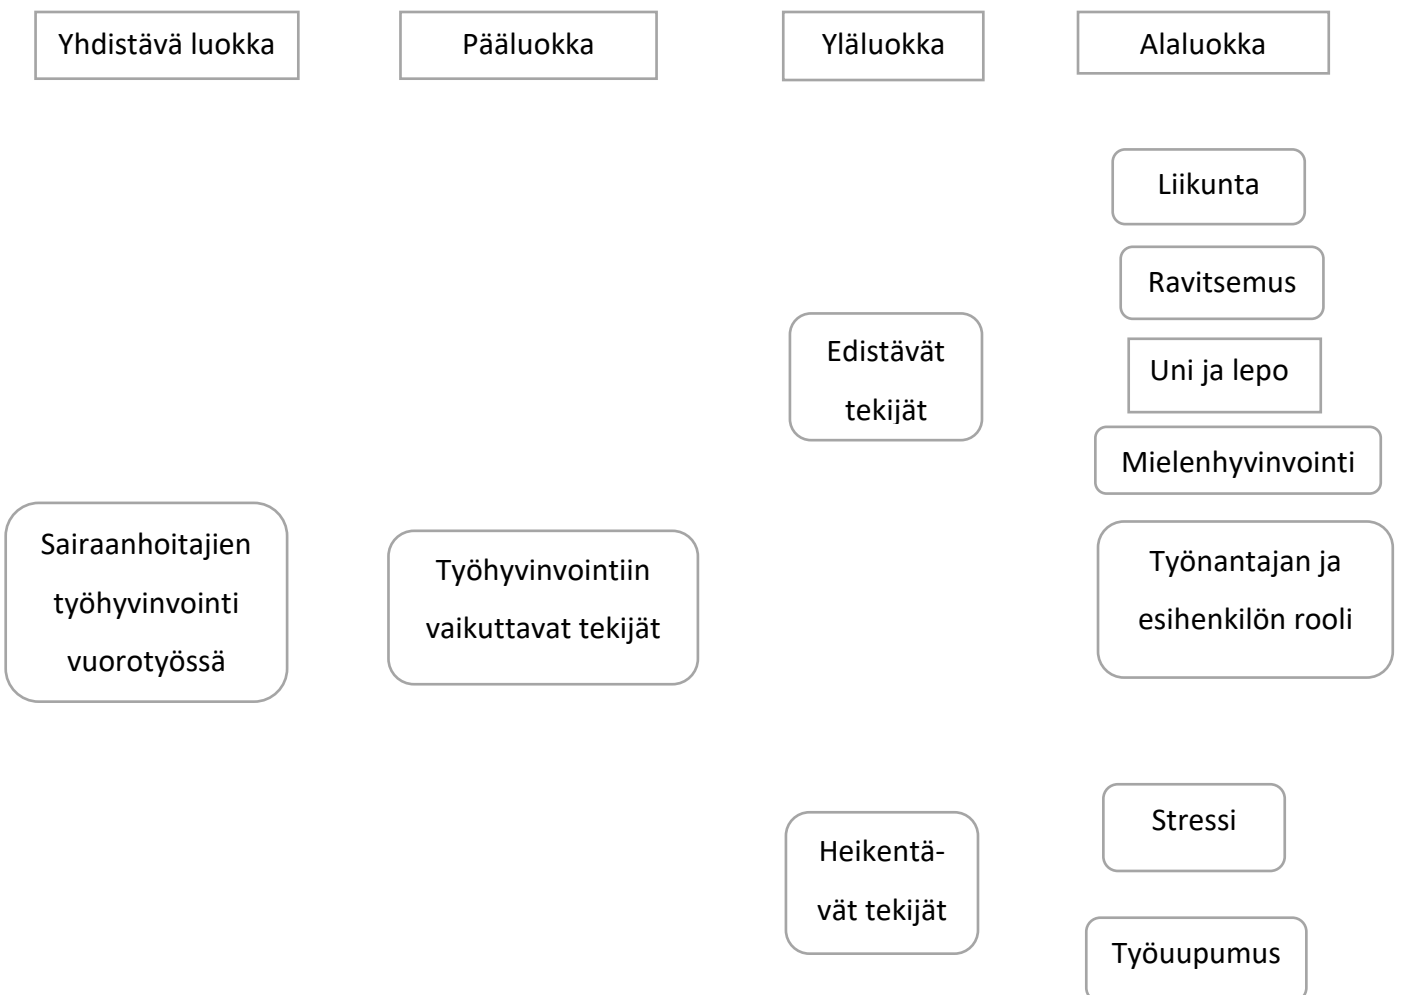 Yhdistävä luokka
Pääluokka
Yläluokka
Alaluokka
Liikunta
Ravitsemus
Edistävät
tekijät
Uni ja lepo
Mielenhyvinvointi
Sairaanhoitajien
työhyvinvointi
vuorotyössä
Työhyvinvointiin
vaikuttavat tekijät
Työnantajan ja
esihenkilön rooli
Heikentä-
vät tekijät
Stressi
Työuupumus